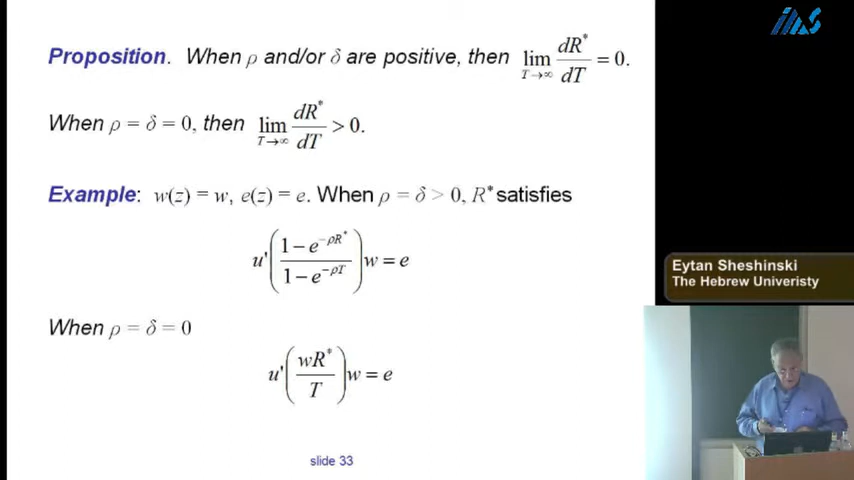 Proposition. When ρ and/or δ are positive, then lim T→∞ dR*/dT = 0.
When ρ = δ = 0, then lim T→∞ dR*/dT > 0.
Example: w(z) = w, e(z) = e. When ρ = δ > 0, R* satisfies
u'((1 − e^−ρR*)/(1 − e^−ρT))w = e
When ρ = δ = 0
u'(wR*/T)w = e
slide 33
IIAS
Eytan Sheshinski
The Hebrew Univeristy